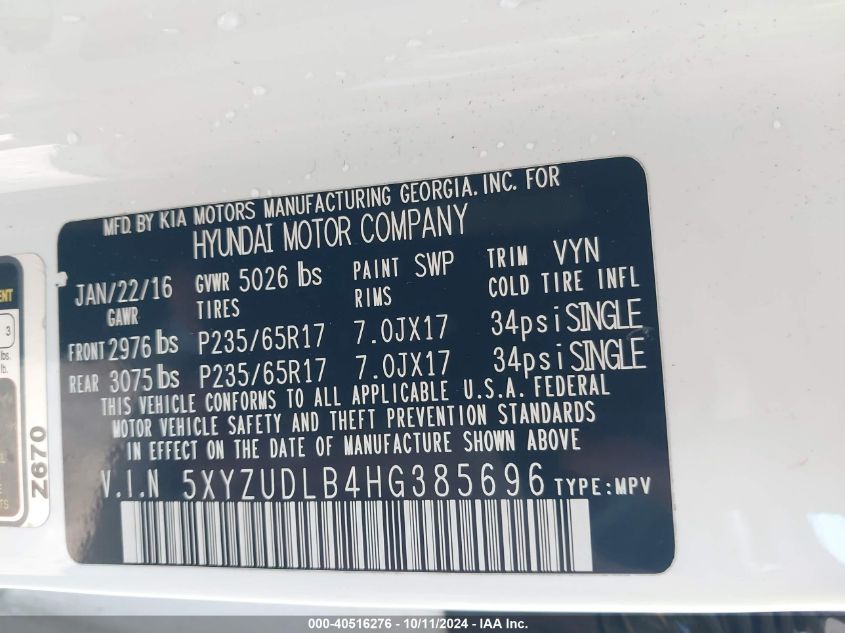 MFD. BY KIA MOTORS MANUFACTURING GEORGIA. INC. FOR
HYUNDAI MOTOR COMPANY
JAN/22/16 GVWR 5026 lbs PAINT SWP TRIM VYN
GAWR TIRES RIMS COLD TIRE INFL
FRONT 2976 lbs P235/65R17 7.0JX17 34psi SINGLE
REAR 3075 lbs P235/65R17 7.0JX17 34psi SINGLE
THIS VEHICLE CONFORMS TO ALL APPLICABLE U.S.A. FEDERAL
MOTOR VEHICLE SAFETY AND THEFT PREVENTION STANDARDS
IN EFFECT ON THE DATE OF MANUFACTURE SHOWN ABOVE
V.I.N 5XYZUDLB4HG385696 TYPE:MPV
3
lbs.
lb.
Z670
000-40516276 - 10/11/2024 - IAA Inc.